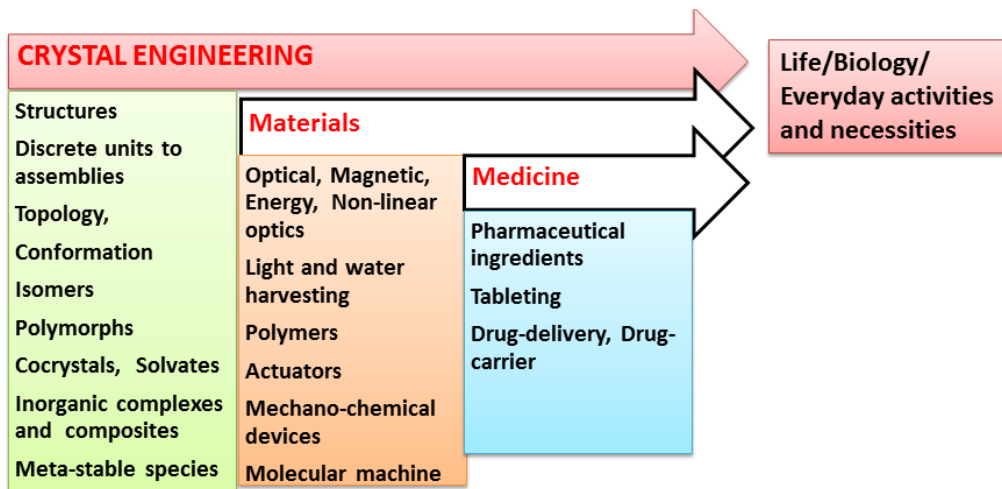 CRYSTAL ENGINEERING
Structures
Discrete units to
assemblies
Topology,
Conformation
Isomers
Polymorphs
Cocrystals, Solvates
Inorganic complexes
and composites
Meta-stable species
Materials
Optical, Magnetic,
Energy, Non-linear
optics
Light and water
harvesting
Polymers
Actuators
Mechano-chemical
devices
Molecular machine
Medicine
Pharmaceutical
ingredients
Tableting
Drug-delivery, Drug-
carrier
Life/Biology/
Everyday activities
and necessities